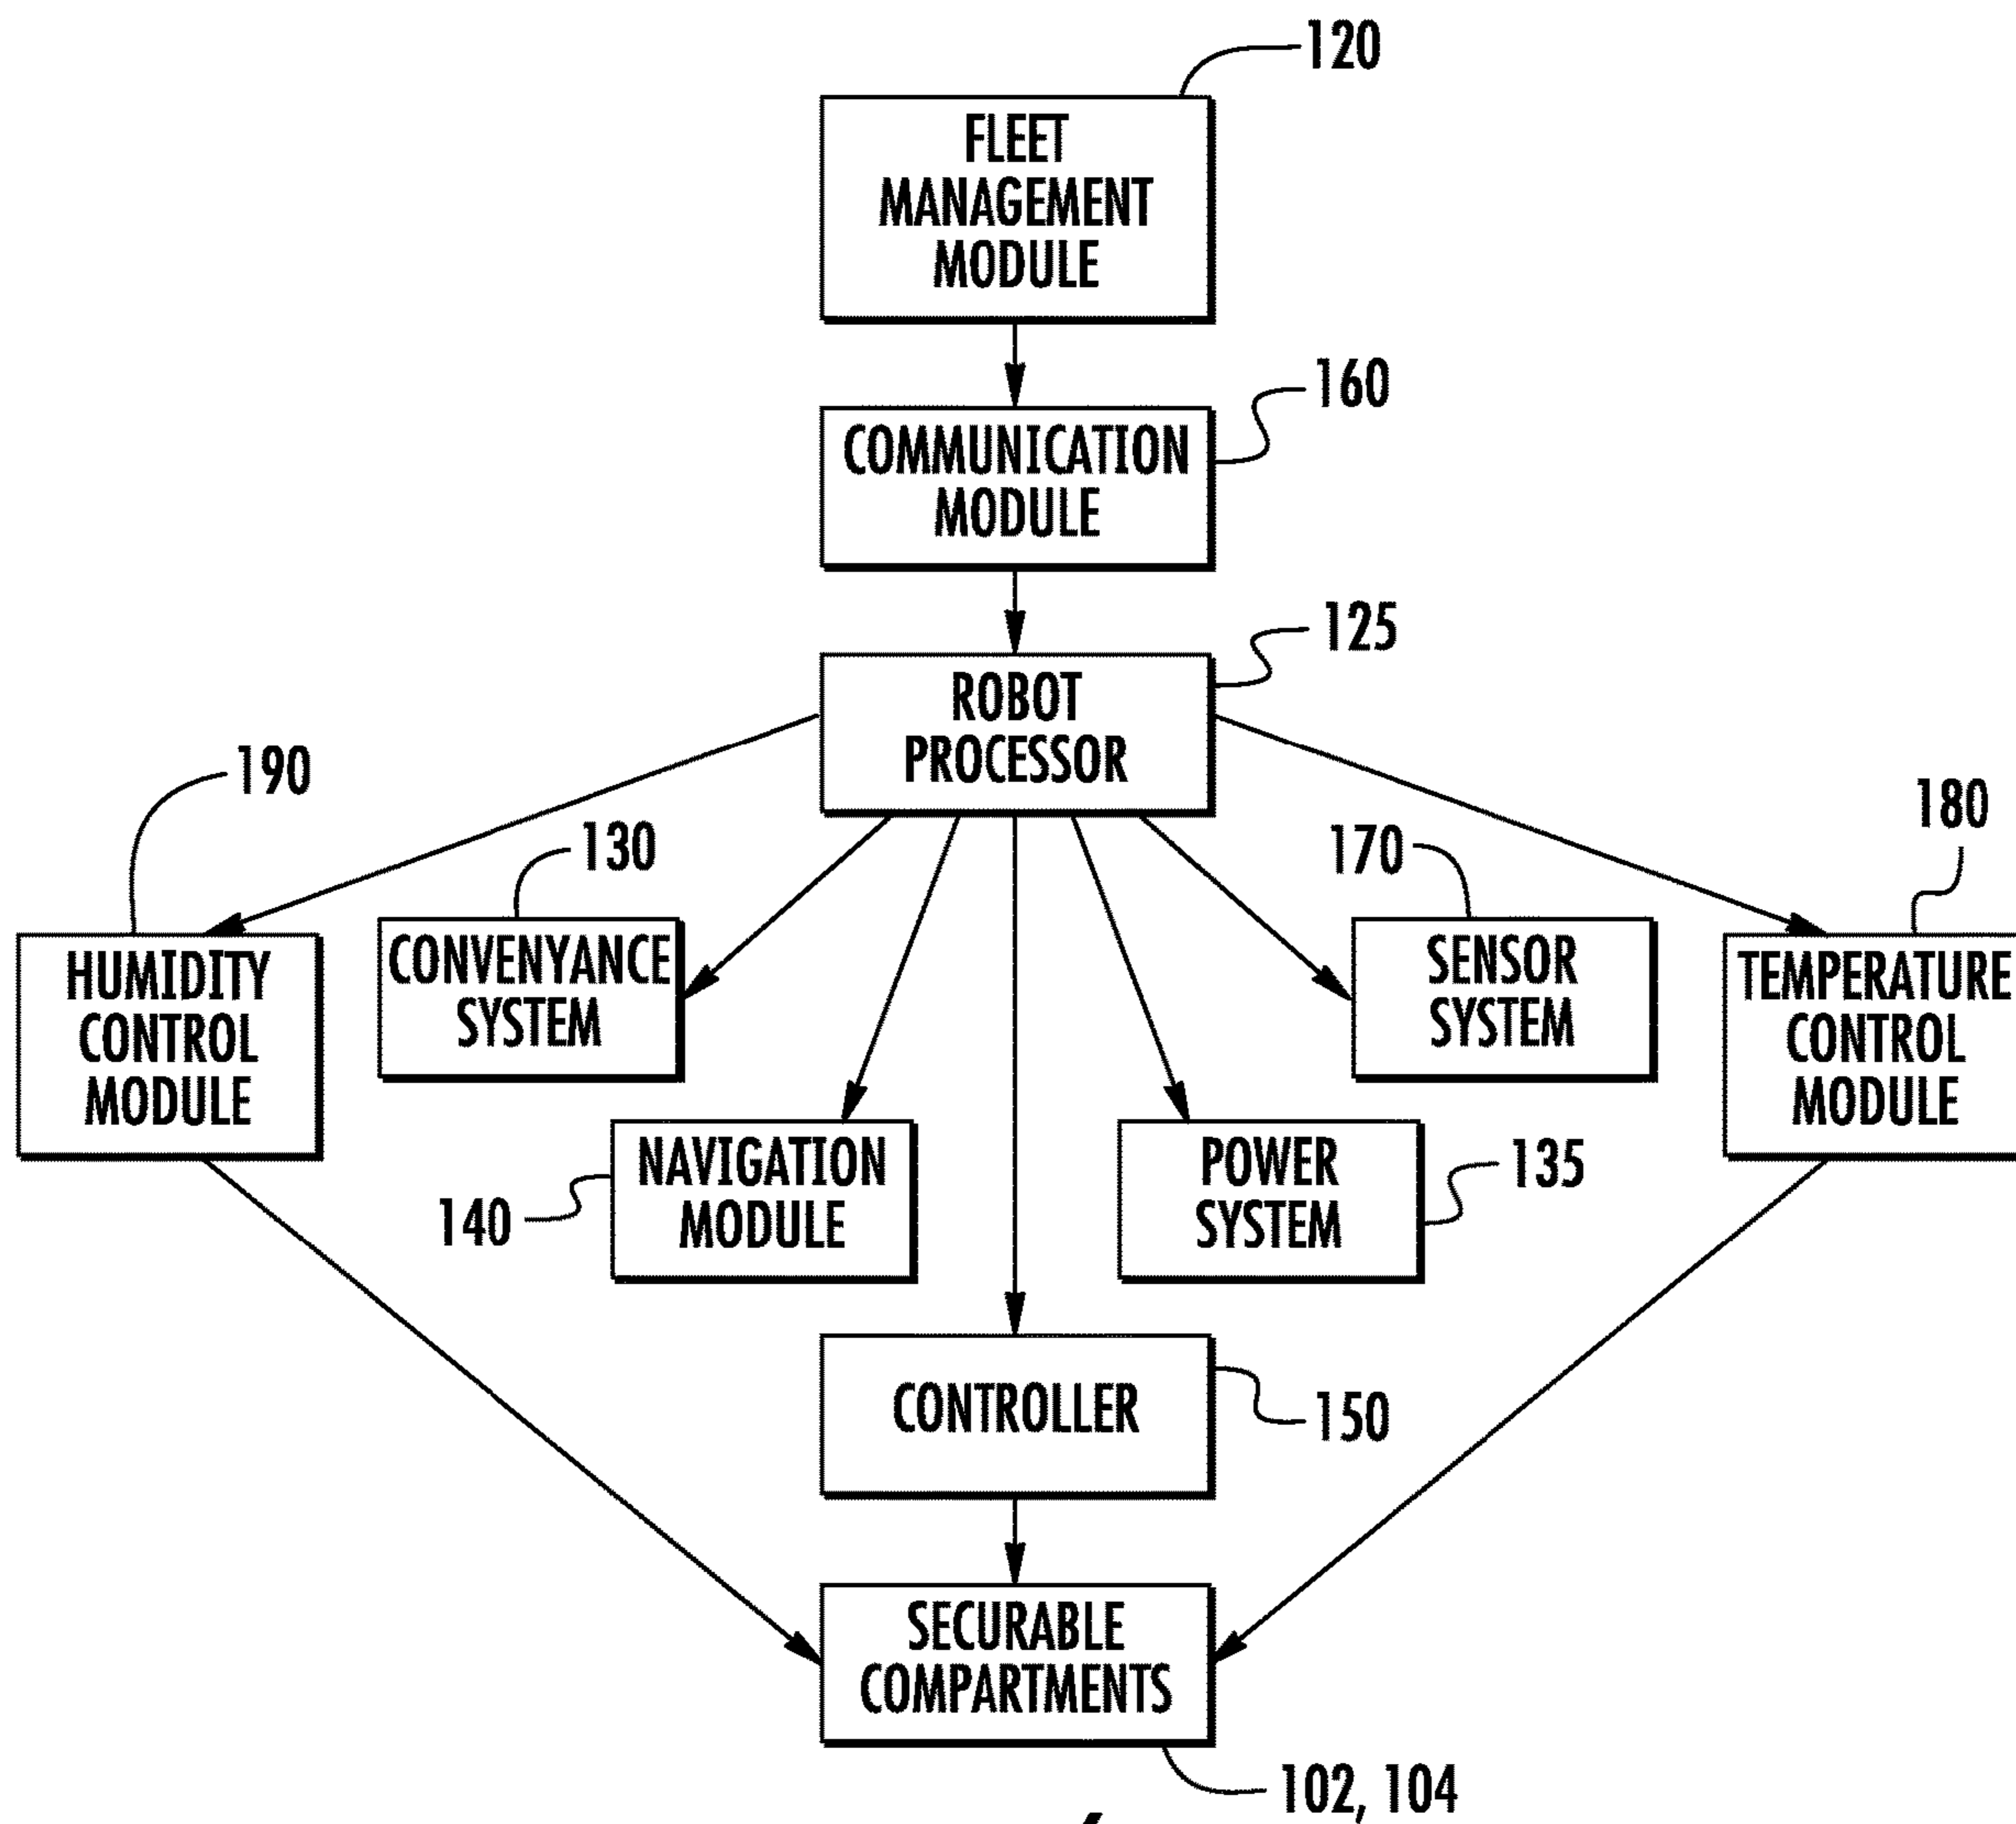 120
FLEET
MANAGEMENT
MODULE
160
COMMUNICATION
MODULE
125
ROBOT
PROCESSOR
190
130
170
180
HUMIDITY
CONTROL
MODULE
CONVENYANCE
SYSTEM
SENSOR
SYSTEM
TEMPERATURE
CONTROL
MODULE
140
NAVIGATION
MODULE
POWER
SYSTEM
135
CONTROLLER
150
SECURABLE
COMPARTMENTS
102, 104